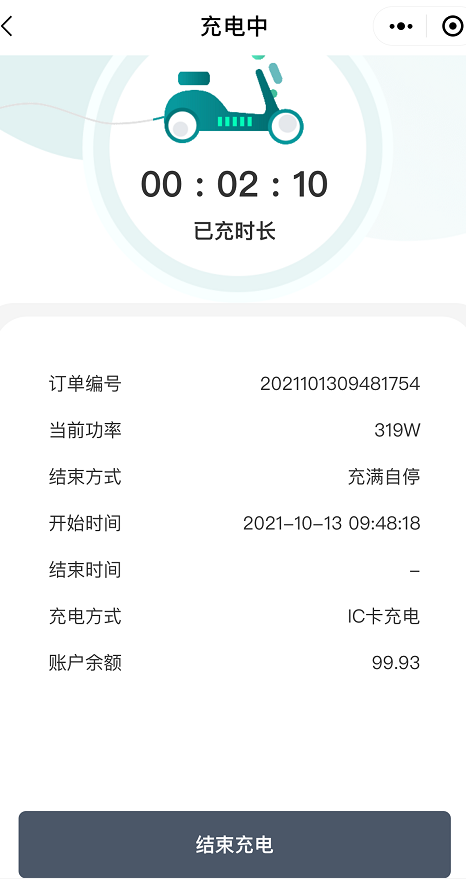 充电中
00 : 02 : 10
已充时长
订单编号 2021101309481754
当前功率 319W
结束方式 充满自停
开始时间 2021-10-13 09:48:18
结束时间 -
充电方式 IC卡充电
账户余额 99.93
结束充电